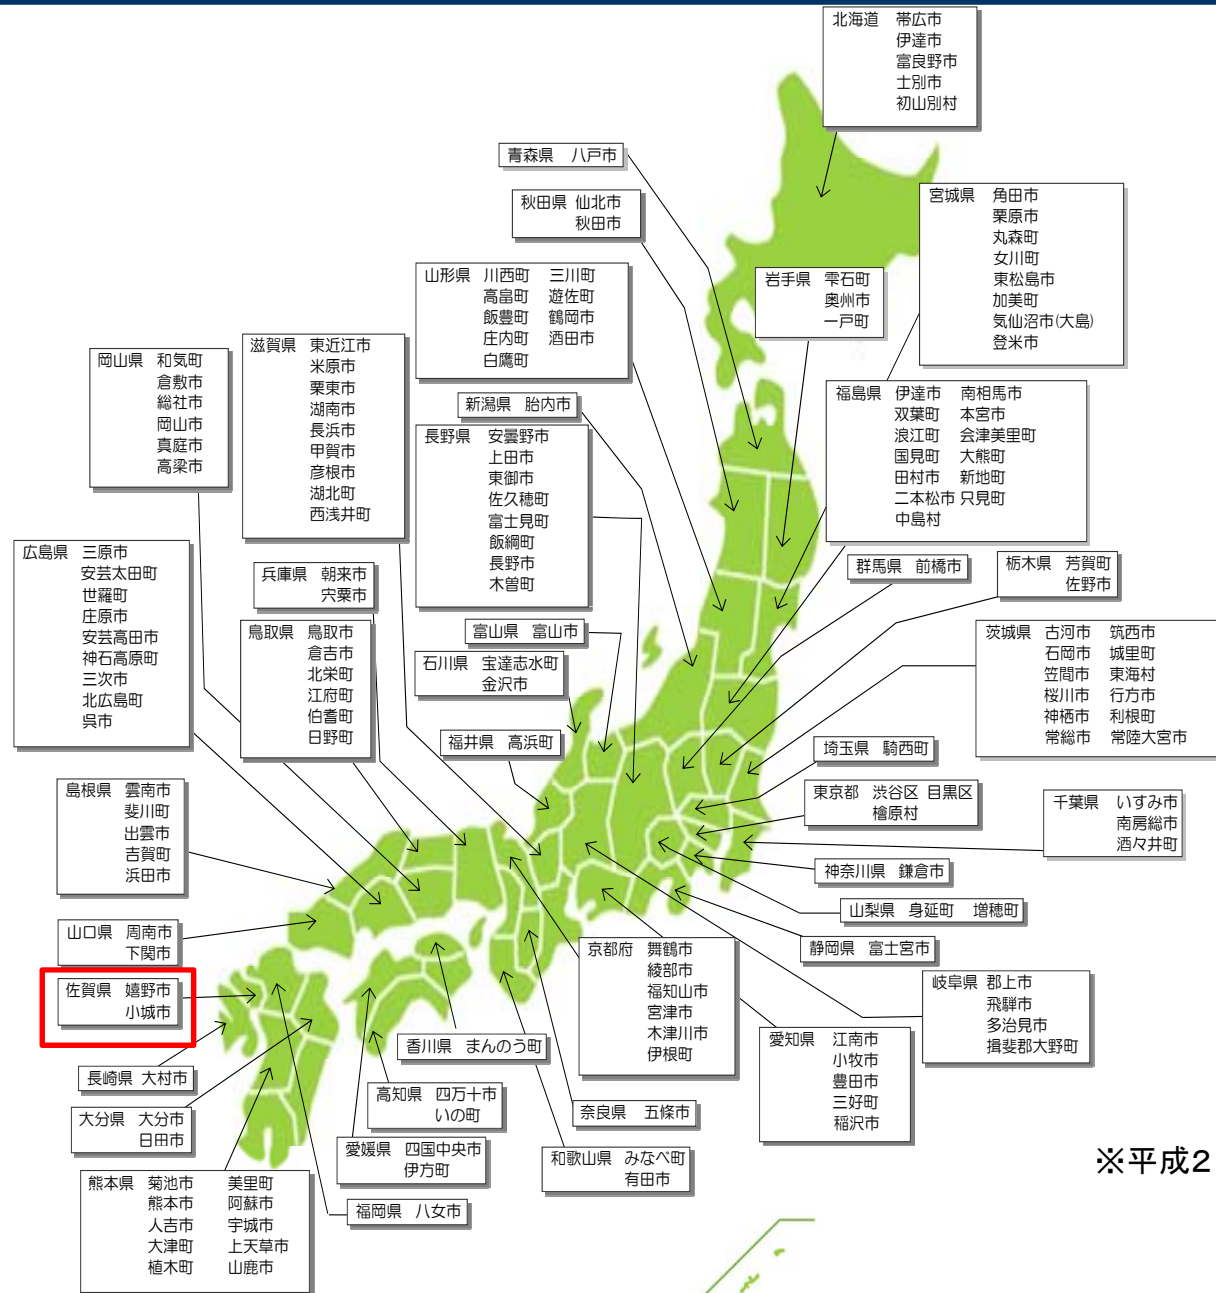 北海道 帯広市
伊達市
富良野市
士別市
初山別村
青森県 八戸市
秋田県 仙北市
秋田市
宮城県 角田市
栗原市
丸森町
女川町
東松島市
加美町
気仙沼市(大島)
登米市
山形県 川西町 三川町
高畠町 遊佐町
飯豊町 鶴岡市
庄内町 酒田市
白鷹町
岩手県 雫石町
奥州市
一戸町
滋賀県 東近江市
米原市
栗東市
湖南市
長浜市
甲賀市
彦根市
湖北町
西浅井町
岡山県 和気町
倉敷市
総社市
岡山市
真庭市
高梁市
新潟県 胎内市
福島県 伊達市 南相馬市
双葉町 本宮市
浪江町 会津美里町
国見町 大熊町
田村市 新地町
二本松市 只見町
中島村
長野県 安曇野市
上田市
東御市
佐久穂町
富士見町
飯綱町
長野市
木曽町
広島県 三原市
安芸太田町
世羅町
庄原市
安芸高田市
神石高原町
三次市
北広島町
呉市
兵庫県 朝来市
宍粟市
群馬県 前橋市
栃木県 芳賀町
佐野市
鳥取県 鳥取市
倉吉市
北栄町
江府町
伯耆町
日野町
富山県 富山市
石川県 宝達志水町
金沢市
茨城県 古河市 筑西市
石岡市 城里町
笠間市 東海村
桜川市 行方市
神栖市 利根町
常総市 常陸大宮市
福井県 高浜町
埼玉県 騎西町
島根県 雲南市
斐川町
出雲市
吉賀町
浜田市
東京都 渋谷区 目黒区
檜原村
千葉県 いすみ市
南房総市
酒々井町
神奈川県 鎌倉市
山梨県 身延町 増穂町
山口県 周南市
下関市
静岡県 富士宮市
京都府 舞鶴市
綾部市
福知山市
宮津市
木津川市
伊根町
佐賀県 嬉野市
小城市
岐阜県 郡上市
飛騨市
多治見市
揖斐郡大野町
愛知県 江南市
小牧市
豊田市
三好町
稲沢市
香川県 まんのう町
長崎県 大村市
高知県 四万十市
いの町
大分県 大分市
日田市
奈良県 五條市
愛媛県 四国中央市
伊方町
和歌山県 みなべ町
有田市
※平成2
熊本県 菊池市 美里町
熊本市 阿蘇市
人吉市 宇城市
大津町 上天草市
植木町 山鹿市
福岡県 八女市